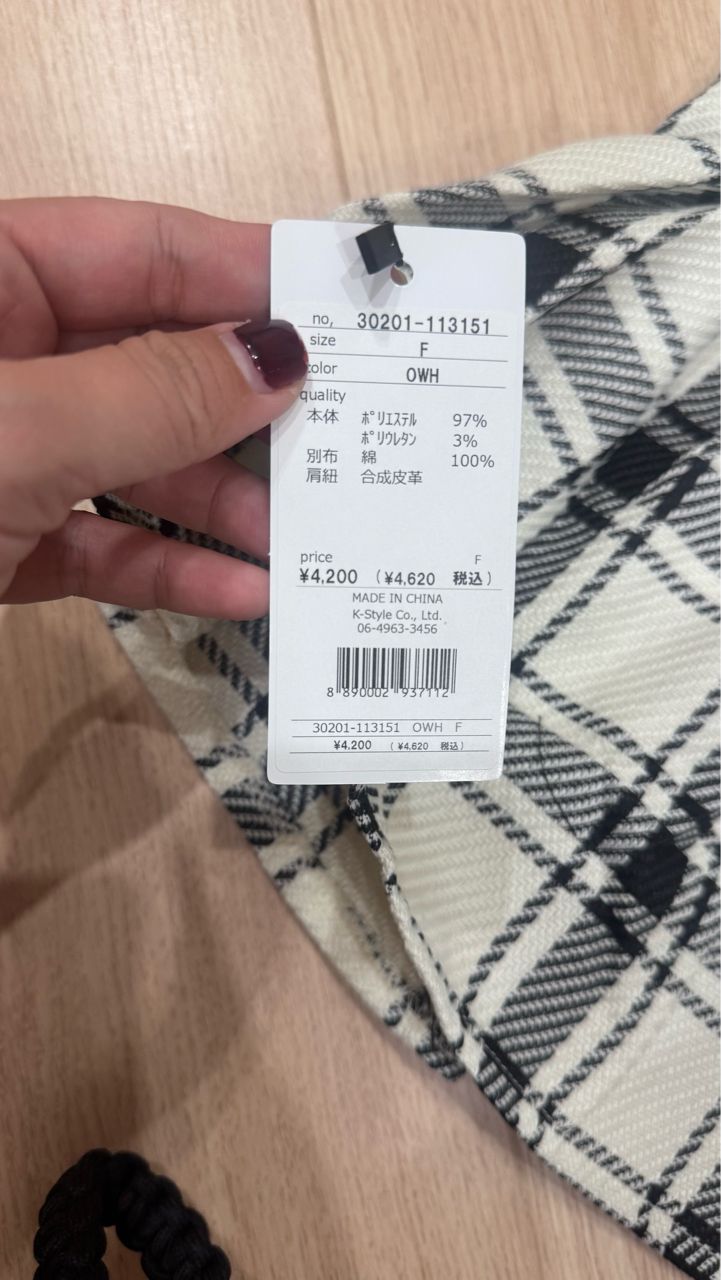 no, 30201-113151
size F
color OWH
quality
本体 ﾎﾟﾘｴｽﾃﾙ 97%
ﾎﾟﾘｳﾚﾀﾝ 3%
別布 綿 100%
肩紐 合成皮革
price F
¥4,200 (¥4,620 税込)
MADE IN CHINA
K-Style Co., Ltd.
06-4963-3456
8 890002 937112
30201-113151 OWH F
¥4,200 (¥4,620 税込)